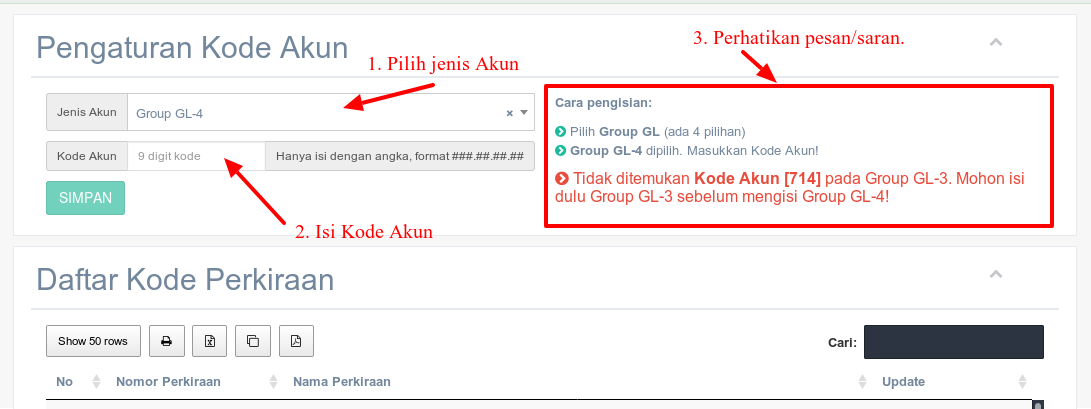 Pengaturan Kode Akun
3. Perhatikan pesan/saran.
1. Pilih jenis Akun
Jenis Akun Group GL-4 ×
Kode Akun 9 digit kode Hanya isi dengan angka, format ###.##.##.##
SIMPAN
2. Isi Kode Akun
Cara pengisian:
Pilih Group GL (ada 4 pilihan)
Group GL-4 dipilih. Masukkan Kode Akun!
Tidak ditemukan Kode Akun [714] pada Group GL-3. Mohon isi
dulu Group GL-3 sebelum mengisi Group GL-4!
Daftar Kode Perkiraan
Show 50 rows
Cari:
No Nomor Perkiraan Nama Perkiraan Update